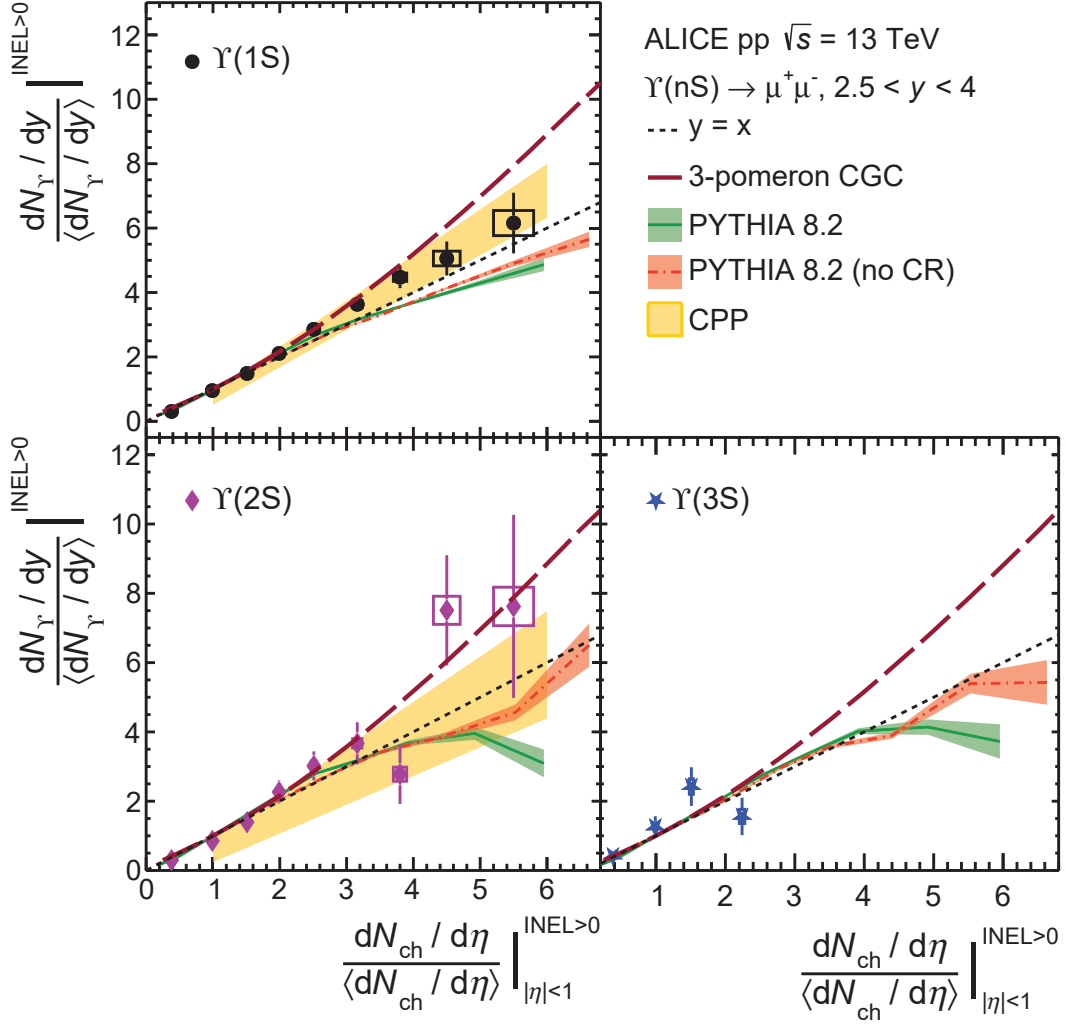 12
10
8
6
4
2
0
ϒ(1S)
dN_ϒ / dy
⟨dN_ϒ / dy⟩
INEL>0
ALICE pp √s = 13 TeV
ϒ(nS) → μ⁺μ⁻, 2.5 < y < 4
y = x
3-pomeron CGC
PYTHIA 8.2
PYTHIA 8.2 (no CR)
CPP
12
10
8
6
4
2
0
ϒ(2S)
dN_ϒ / dy
⟨dN_ϒ / dy⟩
INEL>0
ϒ(3S)
0 1 2 3 4 5 6
1 2 3 4 5 6
dN_ch / dη
⟨dN_ch / dη⟩
INEL>0
|η|<1
dN_ch / dη
⟨dN_ch / dη⟩
INEL>0
|η|<1